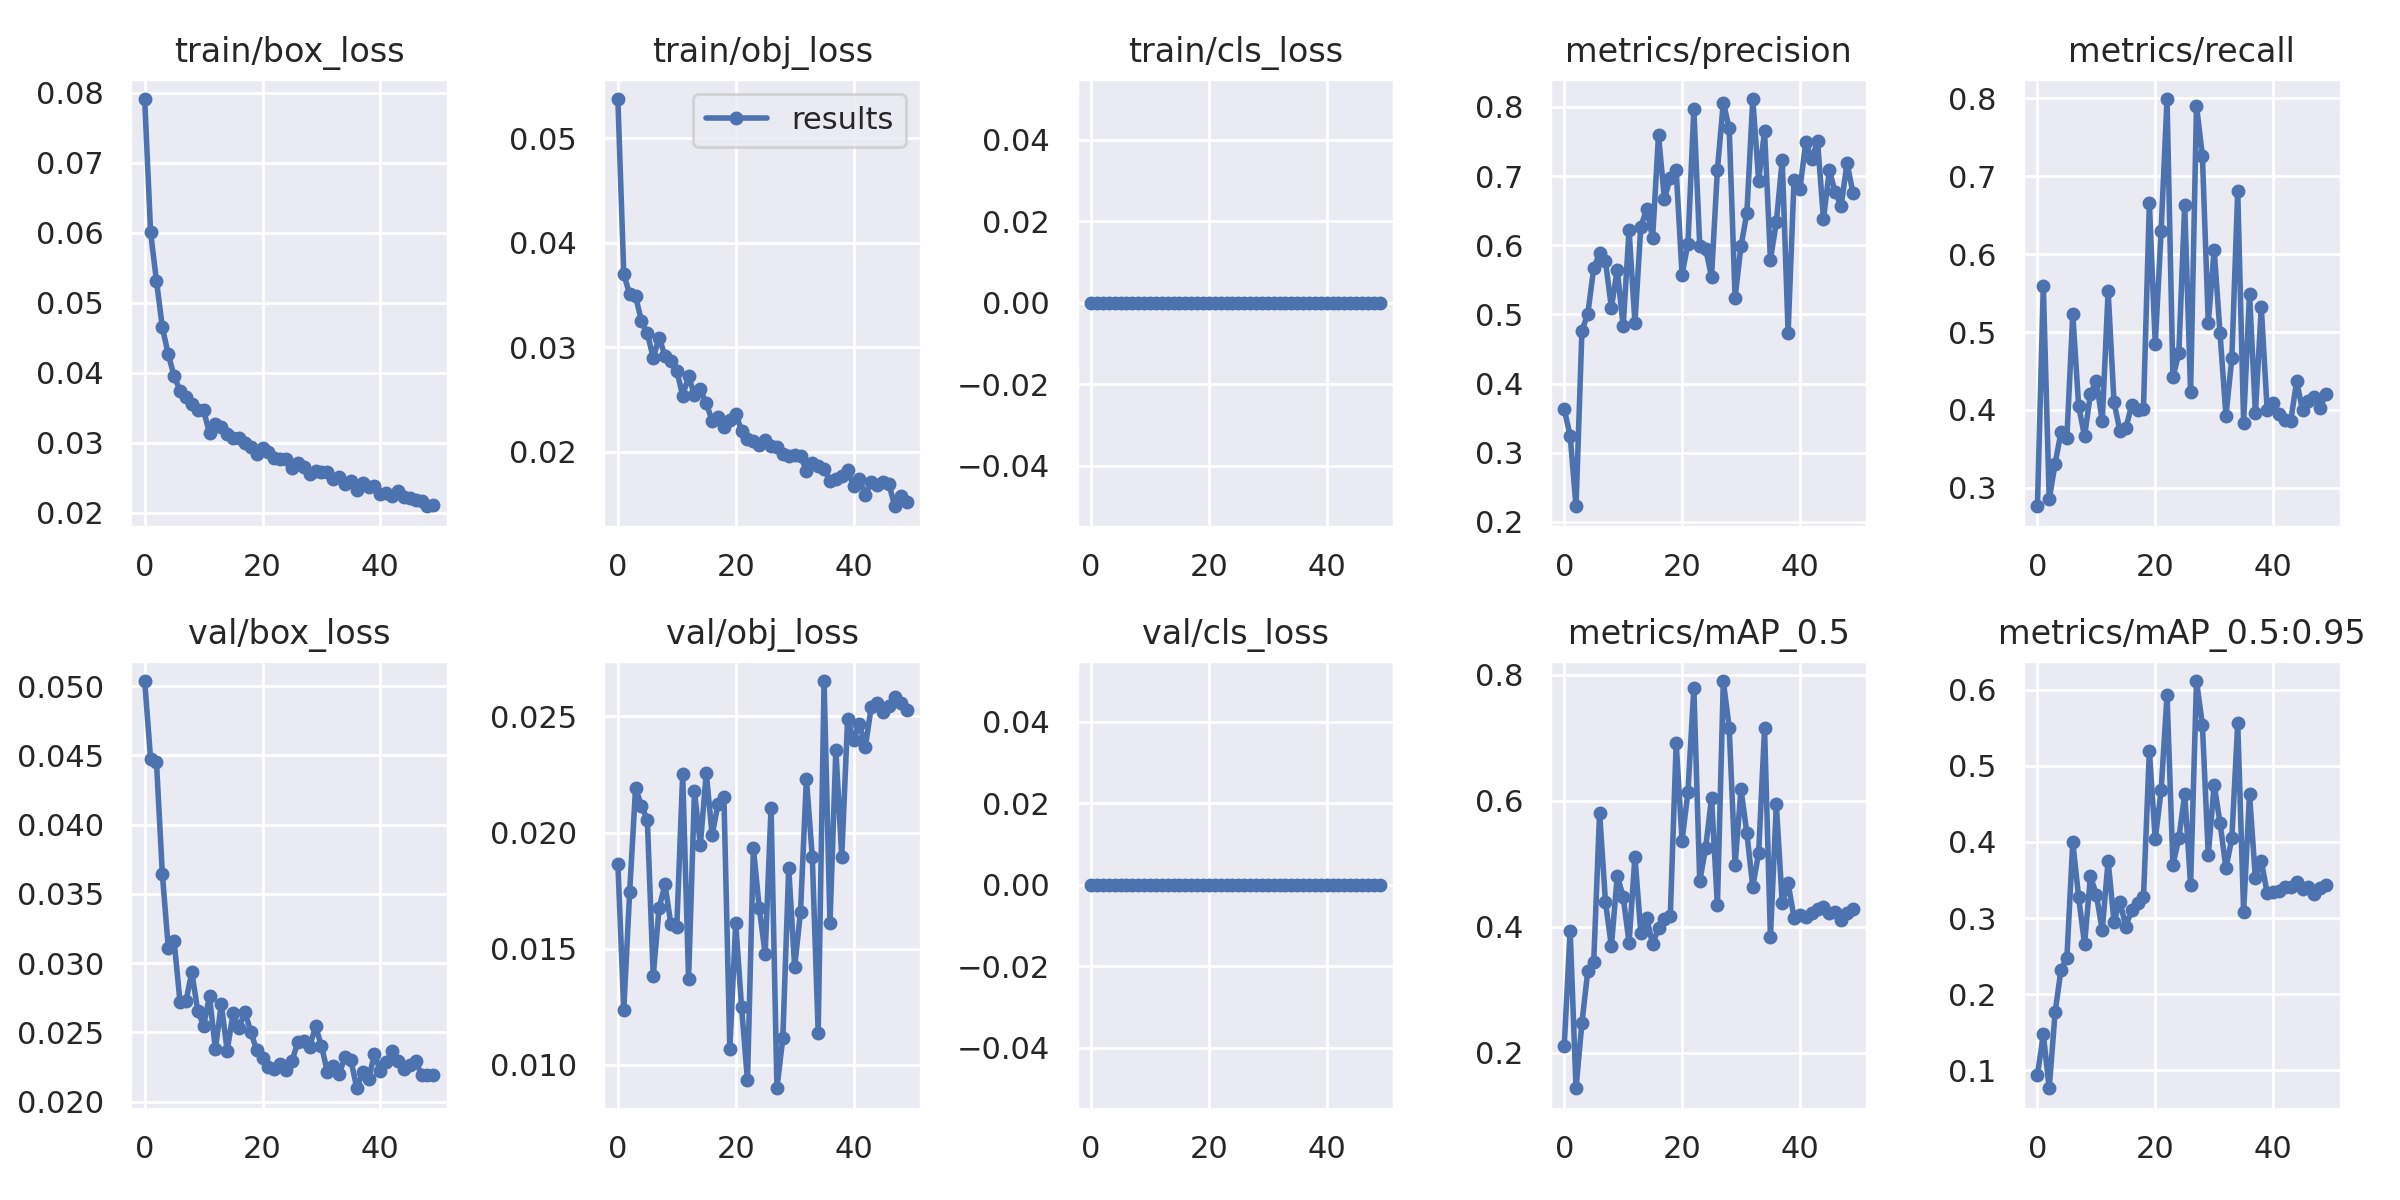 train/box_loss
0.08
0.07
0.06
0.05
0.04
0.03
0.02
0 20 40
train/obj_loss
results
0.05
0.04
0.03
0.02
0 20 40
train/cls_loss
0.04
0.02
0.00
−0.02
−0.04
0 20 40
metrics/precision
0.8
0.7
0.6
0.5
0.4
0.3
0.2
0 20 40
metrics/recall
0.8
0.7
0.6
0.5
0.4
0.3
0 20 40
val/box_loss
0.050
0.045
0.040
0.035
0.030
0.025
0.020
0 20 40
val/obj_loss
0.025
0.020
0.015
0.010
0 20 40
val/cls_loss
0.04
0.02
0.00
−0.02
−0.04
0 20 40
metrics/mAP_0.5
0.8
0.6
0.4
0.2
0 20 40
metrics/mAP_0.5:0.95
0.6
0.5
0.4
0.3
0.2
0.1
0 20 40